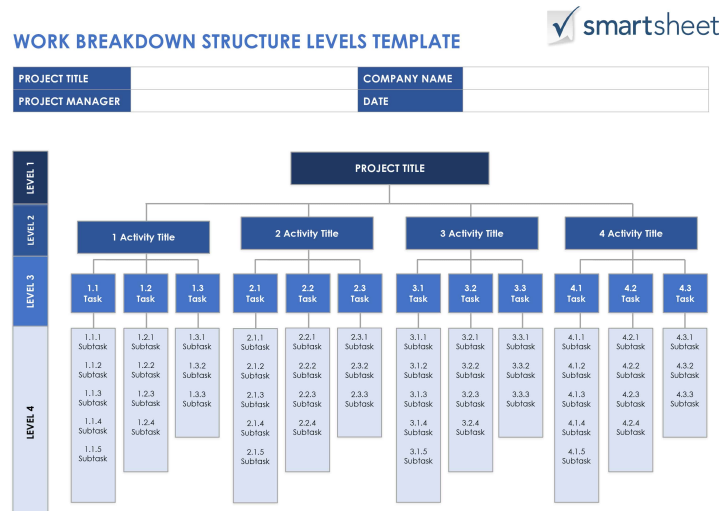 smartsheet
WORK BREAKDOWN STRUCTURE LEVELS TEMPLATE
PROJECT TITLE COMPANY NAME
PROJECT MANAGER DATE
LEVEL 1
PROJECT TITLE
LEVEL 2
1 Activity Title 2 Activity Title 3 Activity Title 4 Activity Title
LEVEL 3
1.1 1.2 1.3 2.1 2.2 2.3 3.1 3.2 3.3 4.1 4.2 4.3
Task Task Task Task Task Task Task Task Task Task Task Task
LEVEL 4
1.1.1 1.2.1 1.3.1 2.1.1 2.2.1 2.3.1 3.1.1 3.2.1 3.3.1 4.1.1 4.2.1 4.3.1
Subtask Subtask Subtask Subtask Subtask Subtask Subtask Subtask Subtask Subtask Subtask Subtask
1.1.2 1.2.2 1.3.2 2.1.2 2.2.2 2.3.2 3.1.2 3.2.2 3.3.2 4.1.2 4.2.2 4.3.2
Subtask Subtask Subtask Subtask Subtask Subtask Subtask Subtask Subtask Subtask Subtask Subtask
1.1.3 1.2.3 1.3.3 2.1.3 2.2.3 2.3.3 3.1.3 3.2.3 3.3.3 4.1.3 4.2.3 4.3.3
Subtask Subtask Subtask Subtask Subtask Subtask Subtask Subtask Subtask Subtask Subtask Subtask
1.1.4 1.2.4 2.1.4 2.2.4 3.1.4 3.2.4 4.1.4 4.2.4
Subtask Subtask Subtask Subtask Subtask Subtask Subtask Subtask
1.1.5 2.1.5 3.1.5 4.1.5
Subtask Subtask Subtask Subtask